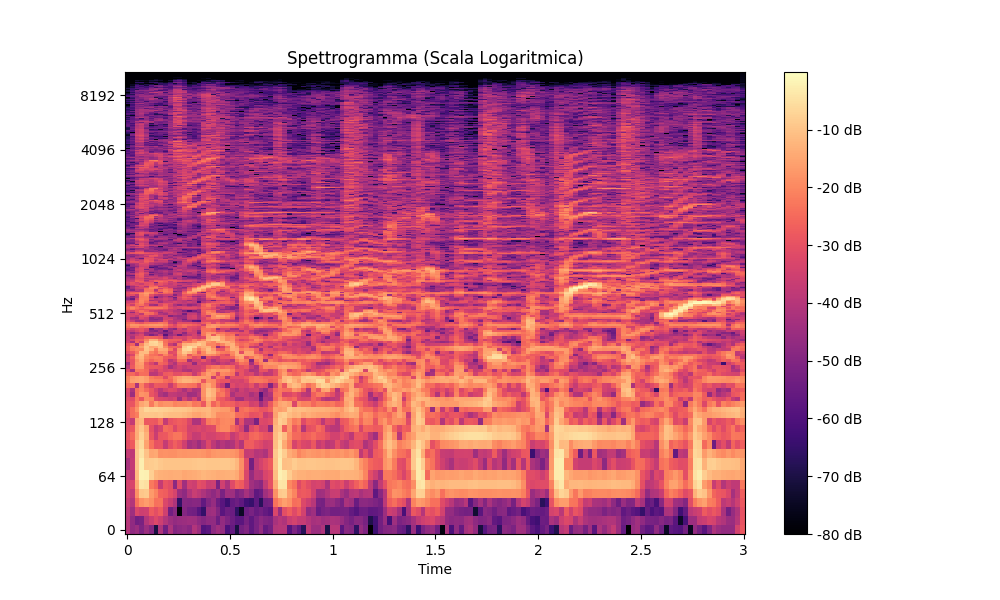 Spettrogramma (Scala Logaritmica)
8192
4096
2048
1024
512
256
128
64
0
Hz
0
0.5
1
1.5
2
2.5
3
Time
-10 dB
-20 dB
-30 dB
-40 dB
-50 dB
-60 dB
-70 dB
-80 dB